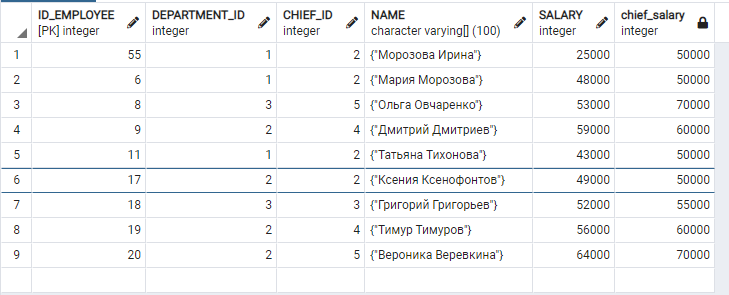 ID_EMPLOYEE DEPARTMENT_ID CHIEF_ID NAME SALARY chief_salary
[PK] integer integer integer character varying[] (100) integer integer
1 55 1 2 {"Морозова Ирина"} 25000 50000
2 6 1 2 {"Мария Морозова"} 48000 50000
3 8 3 5 {"Ольга Овчаренко"} 53000 70000
4 9 2 4 {"Дмитрий Дмитриев"} 59000 60000
5 11 1 2 {"Татьяна Тихонова"} 43000 50000
6 17 2 2 {"Ксения Ксенофонтов"} 49000 50000
7 18 3 3 {"Григорий Григорьев"} 52000 55000
8 19 2 4 {"Тимур Тимуров"} 56000 60000
9 20 2 5 {"Вероника Веревкина"} 64000 70000